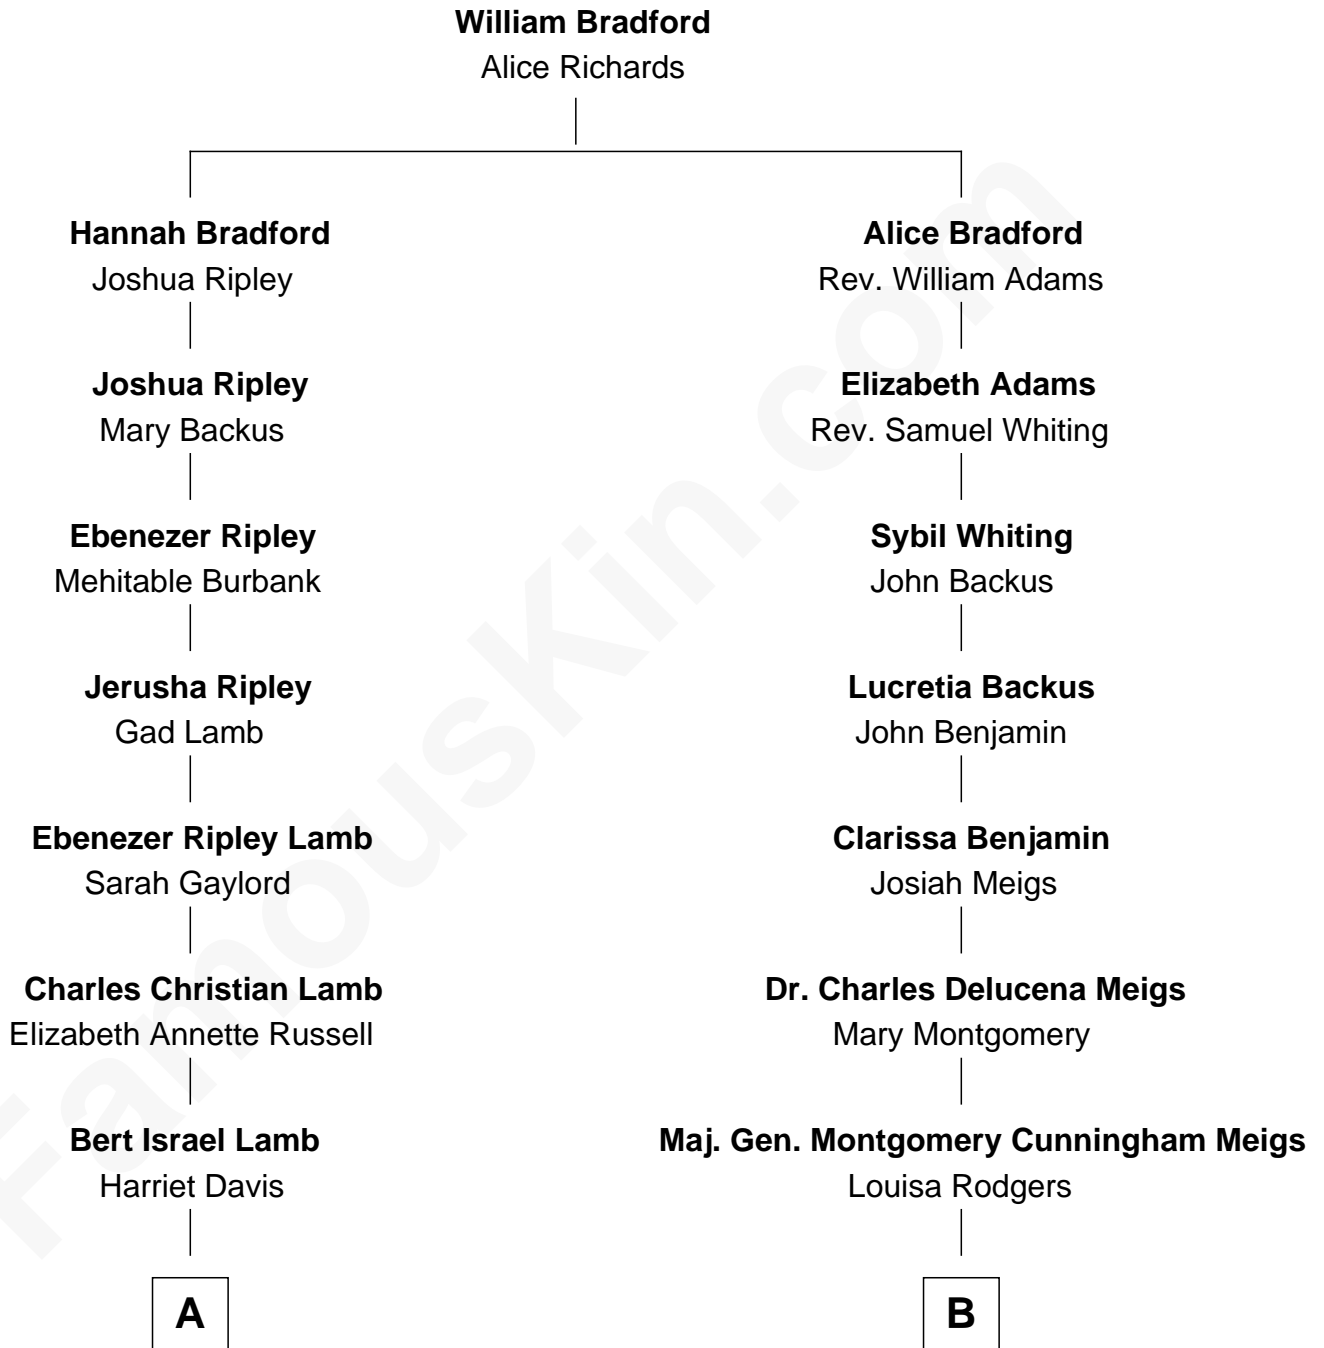 William Bradford
Alice Richards
Hannah Bradford
Joshua Ripley
Alice Bradford
Rev. William Adams
Joshua Ripley
Mary Backus
Elizabeth Adams
Rev. Samuel Whiting
Ebenezer Ripley
Mehitable Burbank
Sybil Whiting
John Backus
Jerusha Ripley
Gad Lamb
Lucretia Backus
John Benjamin
Ebenezer Ripley Lamb
Sarah Gaylord
Clarissa Benjamin
Josiah Meigs
Charles Christian Lamb
Elizabeth Annette Russell
Dr. Charles Delucena Meigs
Mary Montgomery
Bert Israel Lamb
Harriet Davis
Maj. Gen. Montgomery Cunningham Meigs
Louisa Rodgers
A
B
FamousKin.com